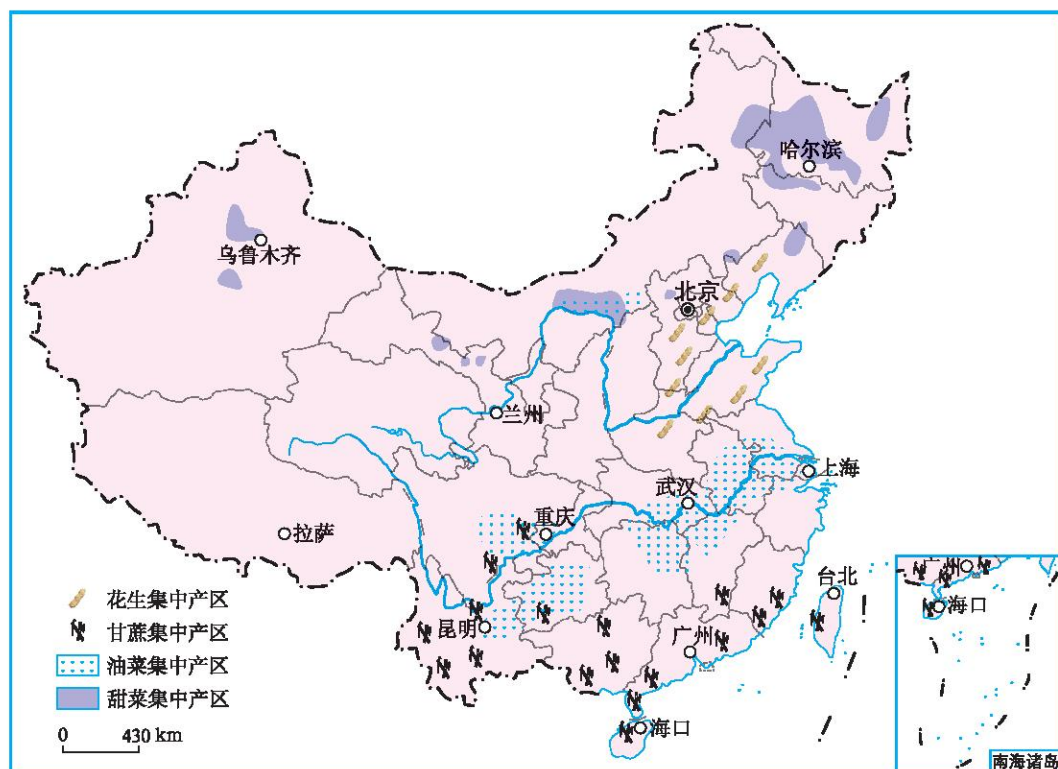 哈尔滨
乌鲁木齐
北京
兰州
上海
武汉
重庆
拉萨
台北
昆明
广州
海口
花生集中产区
甘蔗集中产区
油菜集中产区
甜菜集中产区
0 430 km
广州
海口
南海诸岛